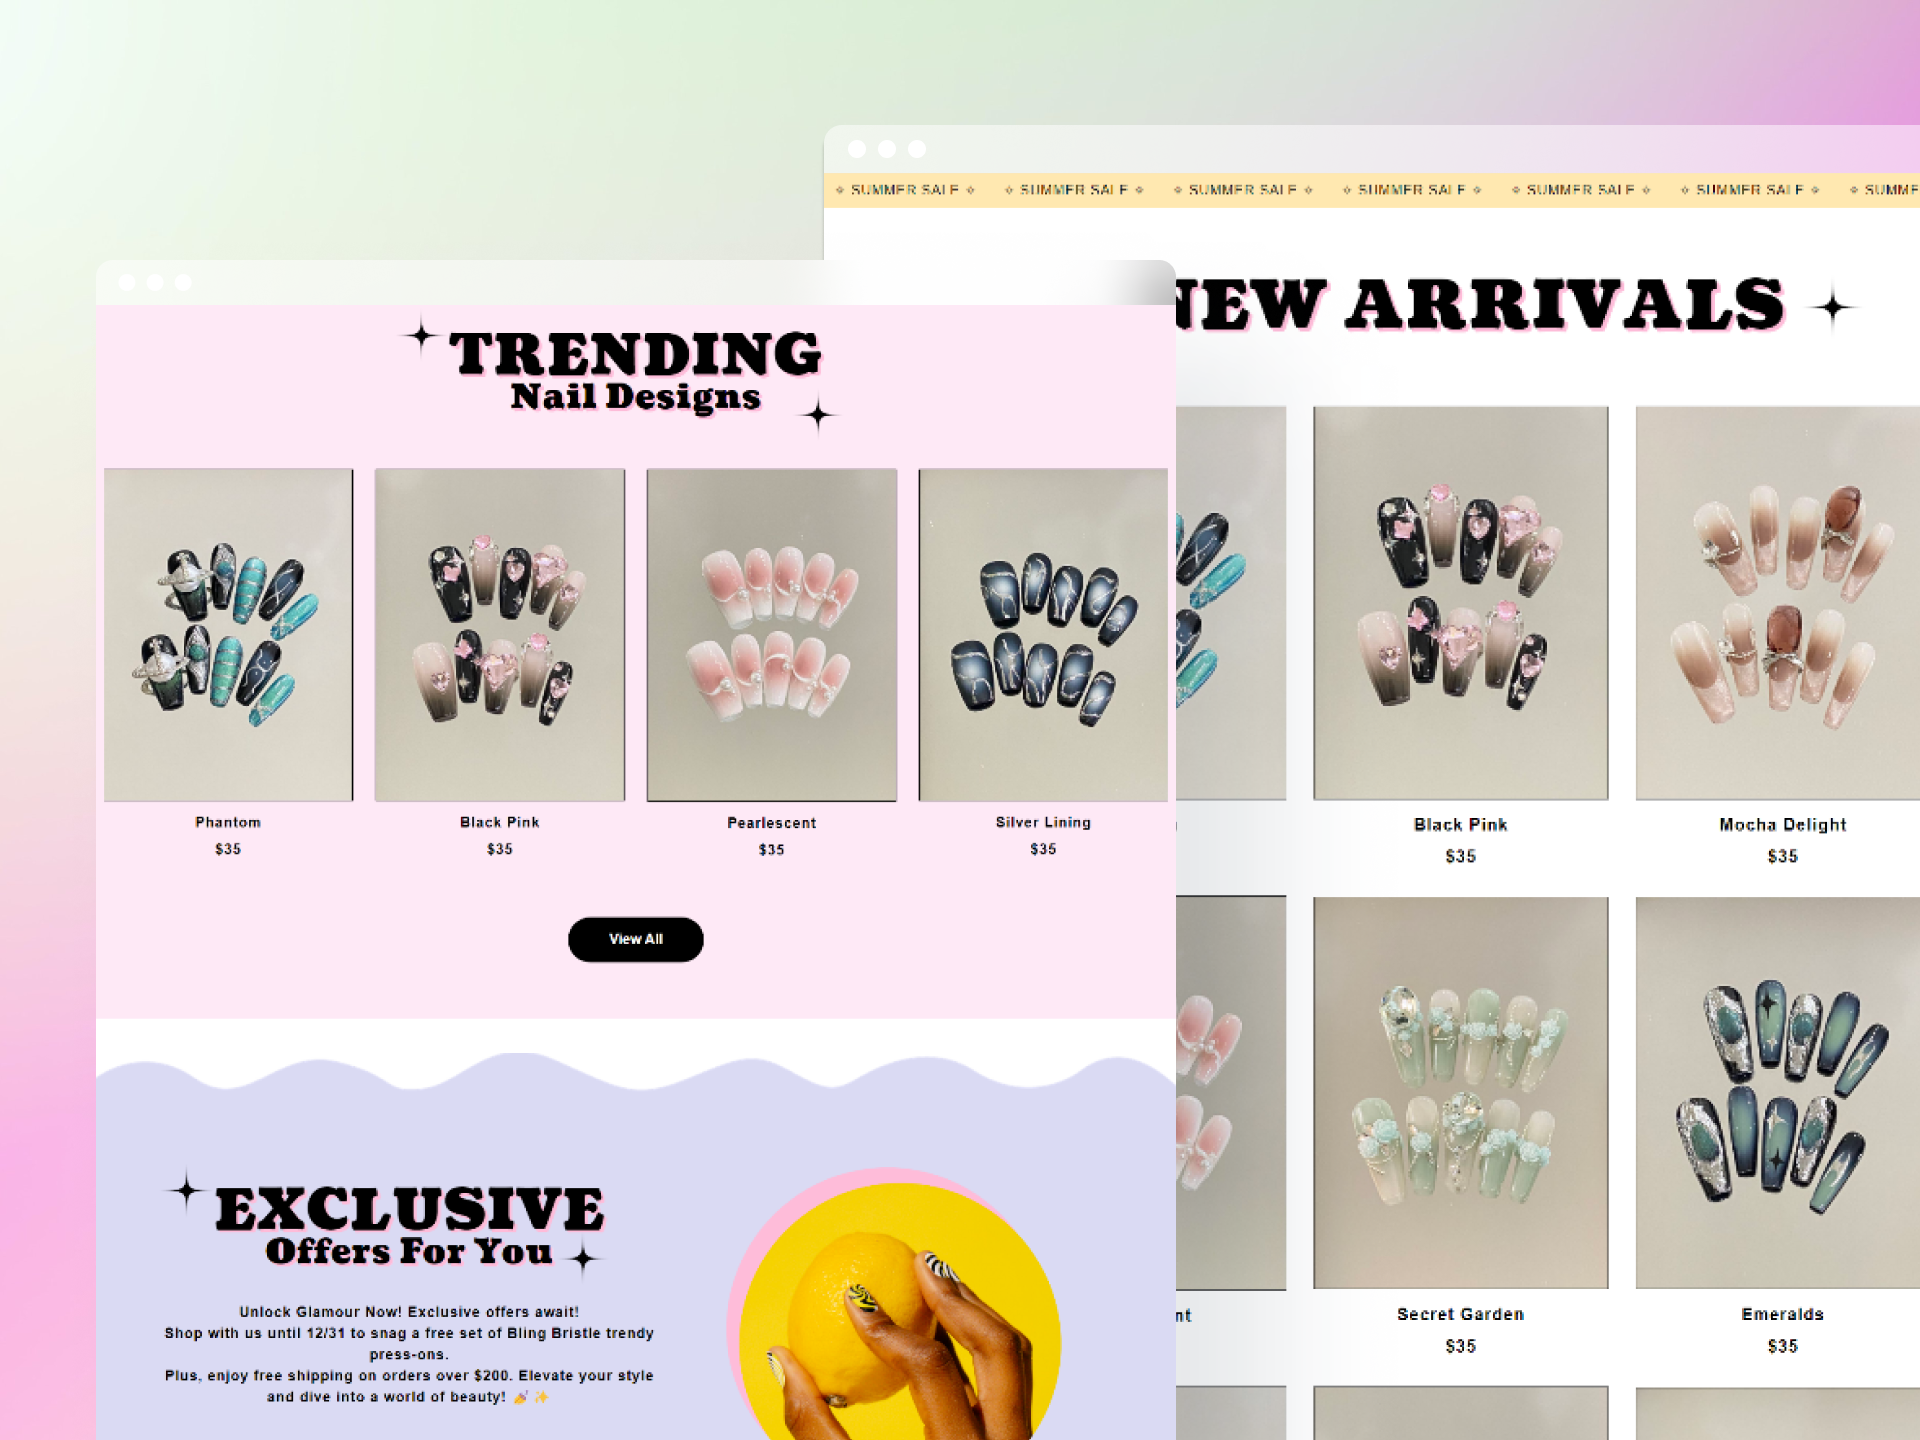 ✧ SUMMER SALE ✧ ✧ SUMMER SALE ✧ ✧ SUMMER SALE ✧ ✧ SUMMER SALE ✧ ✧ SUMMER SALE ✧ ✧ SUMMER SALE ✧ ✧ SUMME
NEW ARRIVALS
Black Pink
$35
Mocha Delight
$35
nt
Secret Garden
$35
Emeralds
$35
TRENDING
Nail Designs
Phantom
$35
Black Pink
$35
Pearlescent
$35
Silver Lining
$35
View All
EXCLUSIVE
Offers For You
Unlock Glamour Now! Exclusive offers await!
Shop with us until 12/31 to snag a free set of Bling Bristle trendy
press-ons.
Plus, enjoy free shipping on orders over $200. Elevate your style
and dive into a world of beauty! 💅 ✨